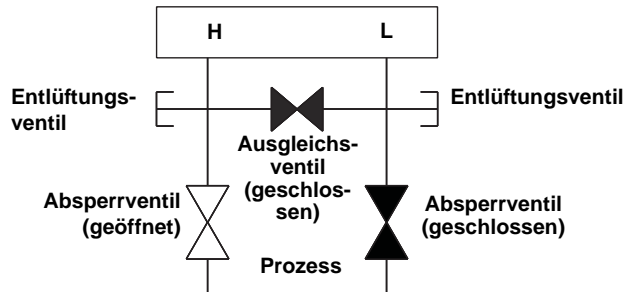 H
L
Entlüftungs-
ventil
Entlüftungsventil
Ausgleichs-
ventil
(geschlos-
sen)
Absperrventil
(geöffnet)
Absperrventil
(geschlossen)
Prozess